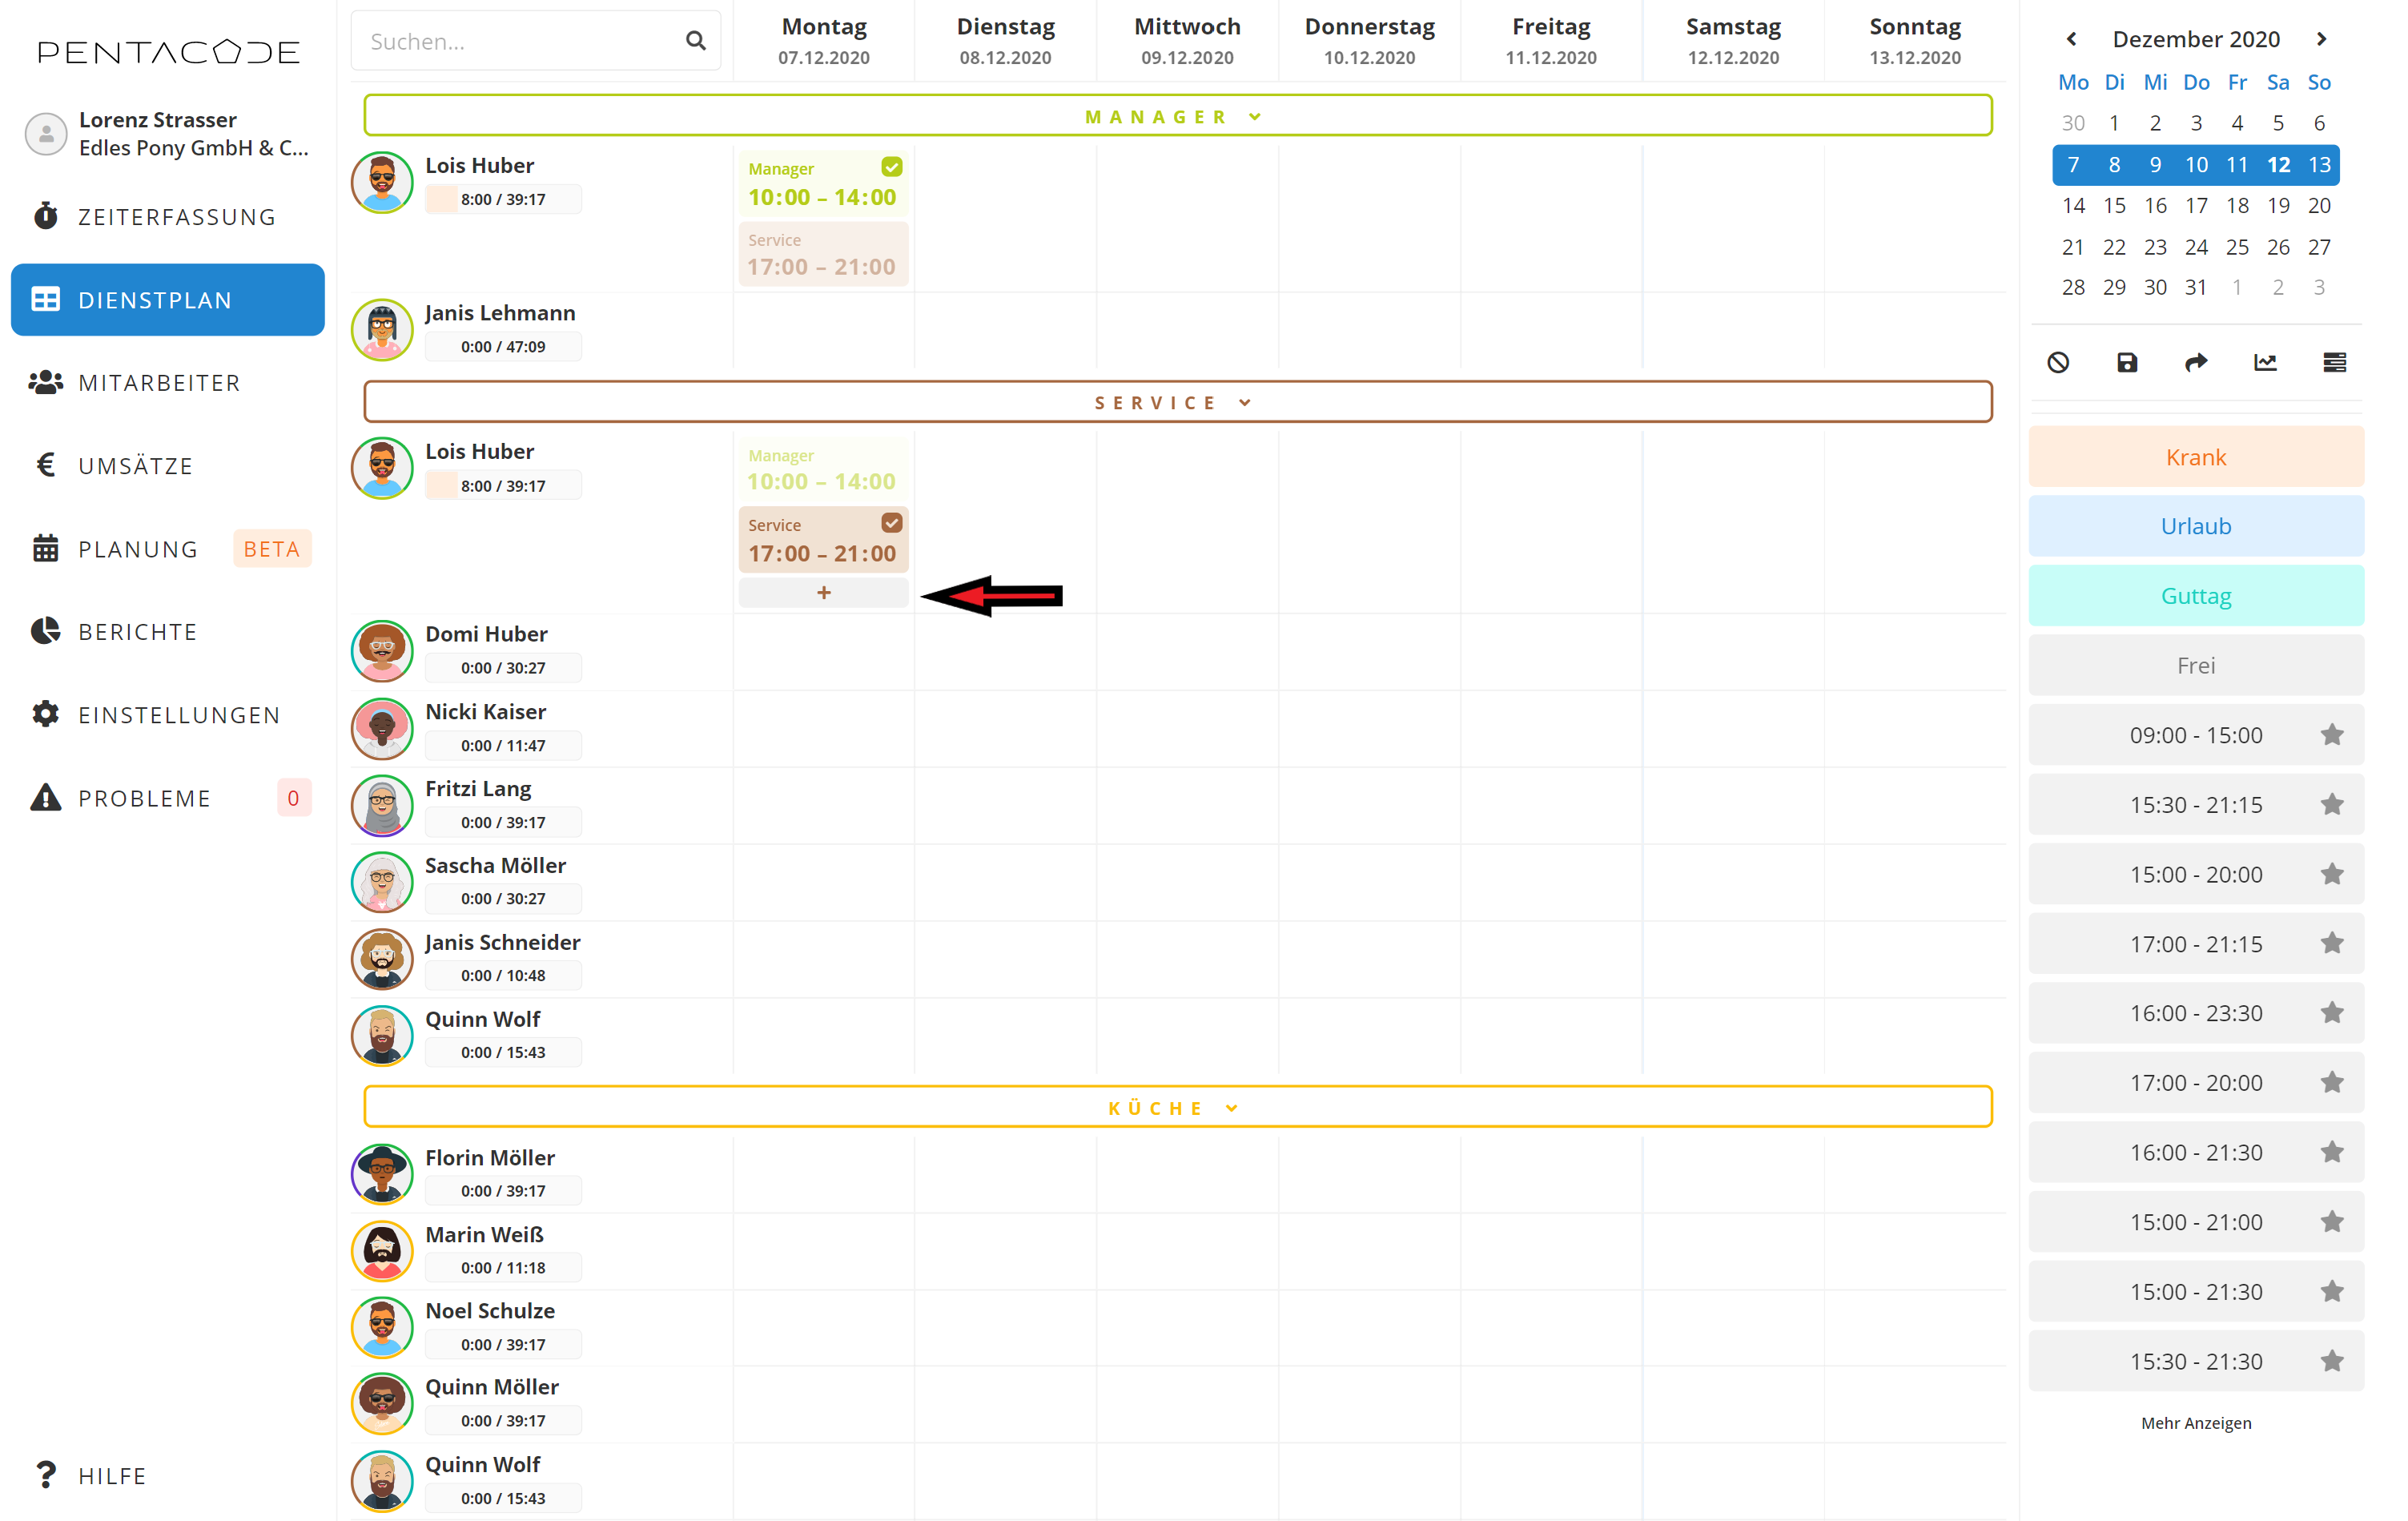 PENTACODE
Lorenz Strasser
Edles Pony GmbH & C...
ZEITERFASSUNG
DIENSTPLAN
MITARBEITER
€ UMSÄTZE
PLANUNG BETA
BERICHTE
EINSTELLUNGEN
PROBLEME 0
? HILFE
Suchen...
Montag
07.12.2020
Dienstag
08.12.2020
Mittwoch
09.12.2020
Donnerstag
10.12.2020
Freitag
11.12.2020
Samstag
12.12.2020
Sonntag
13.12.2020
MANAGER
Lois Huber
8:00 / 39:17
Manager
10:00 – 14:00
Service
17:00 – 21:00
Janis Lehmann
0:00 / 47:09
SERVICE
Lois Huber
8:00 / 39:17
Manager
10:00 – 14:00
Service
17:00 – 21:00
+
Domi Huber
0:00 / 30:27
Nicki Kaiser
0:00 / 11:47
Fritzi Lang
0:00 / 39:17
Sascha Möller
0:00 / 30:27
Janis Schneider
0:00 / 10:48
Quinn Wolf
0:00 / 15:43
KÜCHE
Florin Möller
0:00 / 39:17
Marin Weiß
0:00 / 11:18
Noel Schulze
0:00 / 39:17
Quinn Möller
0:00 / 39:17
Quinn Wolf
0:00 / 15:43
Dezember 2020
Mo Di Mi Do Fr Sa So
30 1 2 3 4 5 6
7 8 9 10 11 12 13
14 15 16 17 18 19 20
21 22 23 24 25 26 27
28 29 30 31 1 2 3
Krank
Urlaub
Guttag
Frei
09:00 - 15:00
15:30 - 21:15
15:00 - 20:00
17:00 - 21:15
16:00 - 23:30
17:00 - 20:00
16:00 - 21:30
15:00 - 21:00
15:00 - 21:30
15:30 - 21:30
Mehr Anzeigen